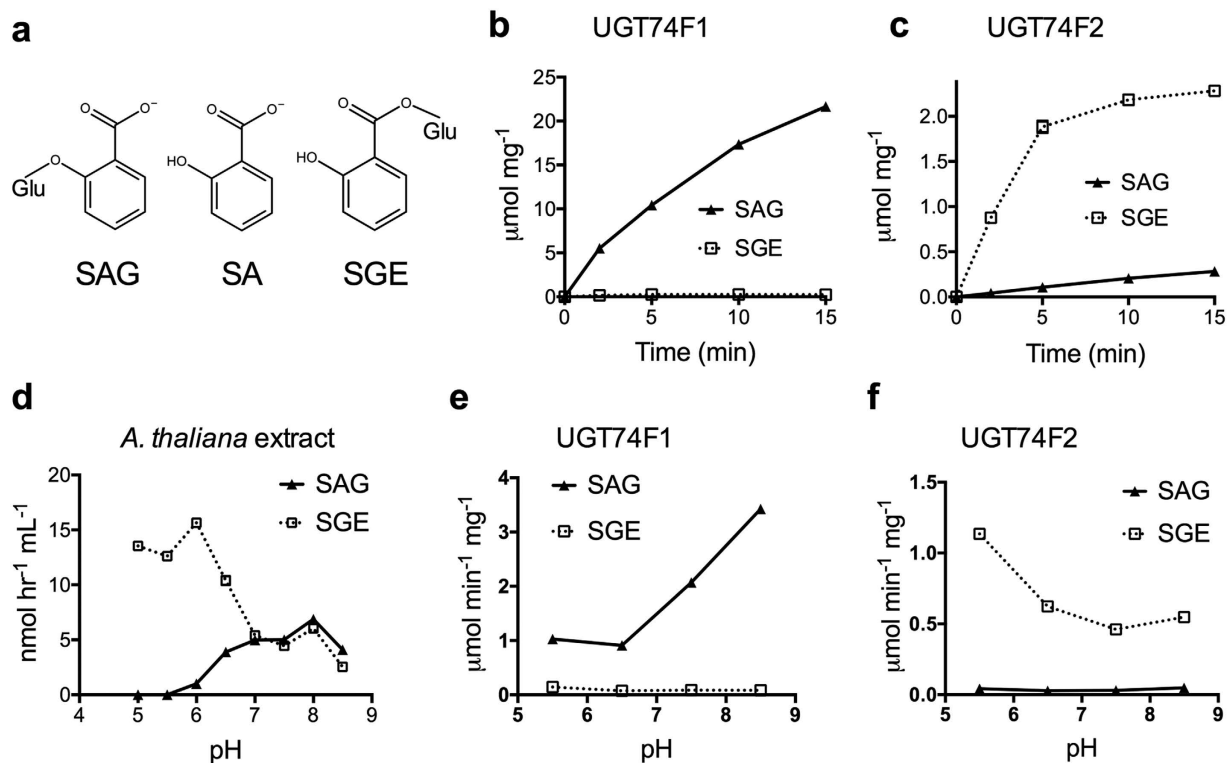 a
O
O⁻
O
Glu
SAG
O
O⁻
HO
SA
O
O
Glu
HO
SGE
b
UGT74F1
25
20
15
10
5
0
μmol mg⁻¹
SAG
SGE
0 5 10 15
Time (min)
c
UGT74F2
2.0
1.5
1.0
0.5
0.0
μmol mg⁻¹
SAG
SGE
0 5 10 15
Time (min)
d
A. thaliana extract
20
15
10
5
0
nmol hr⁻¹ mL⁻¹
SAG
SGE
4 5 6 7 8 9
pH
e
UGT74F1
4
3
2
1
0
μmol min⁻¹ mg⁻¹
SAG
SGE
5 6 7 8 9
pH
f
UGT74F2
1.5
1.0
0.5
0.0
μmol min⁻¹ mg⁻¹
SAG
SGE
5 6 7 8 9
pH